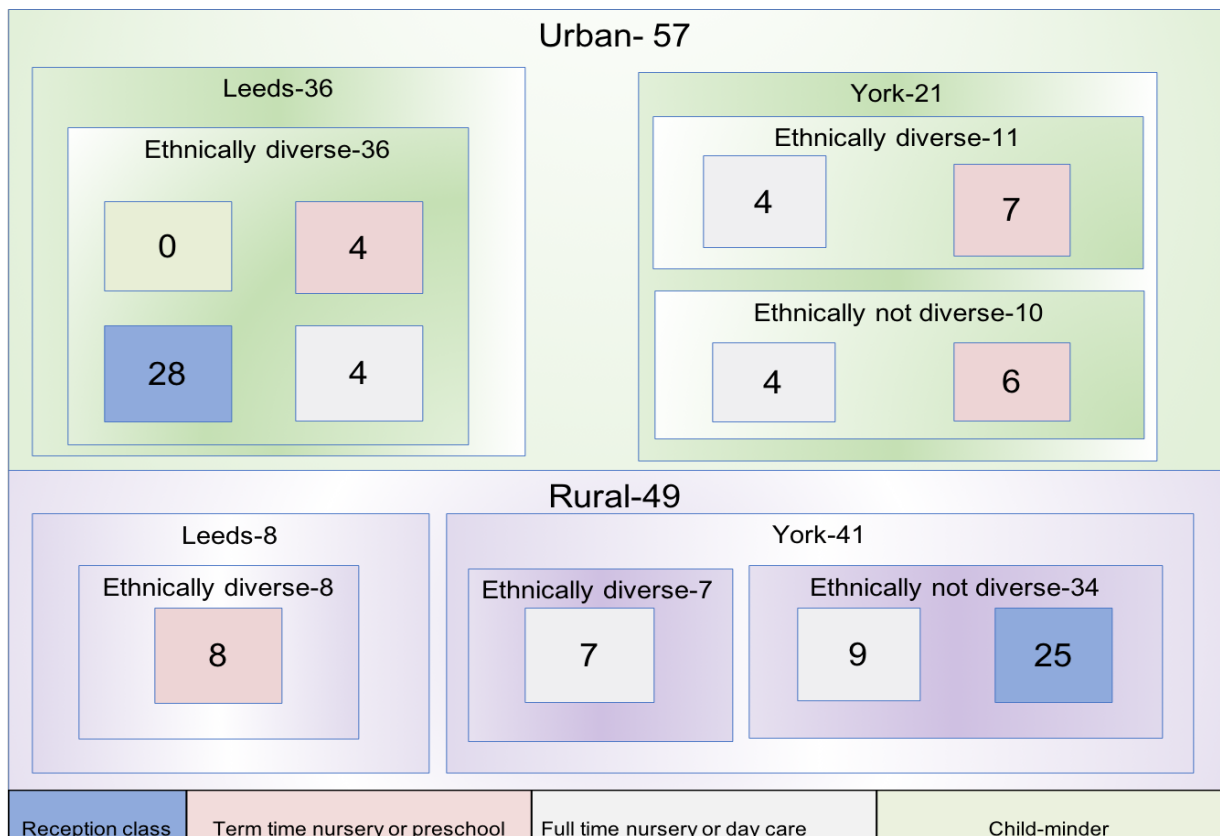 Urban- 57
Leeds-36
Ethnically diverse-36
0
4
28
4
York-21
Ethnically diverse-11
4
7
Ethnically not diverse-10
4
6
Rural-49
Leeds-8
Ethnically diverse-8
8
York-41
Ethnically diverse-7
7
Ethnically not diverse-34
9
25
Reception class
Term time nursery or preschool
Full time nursery or day care
Child-minder